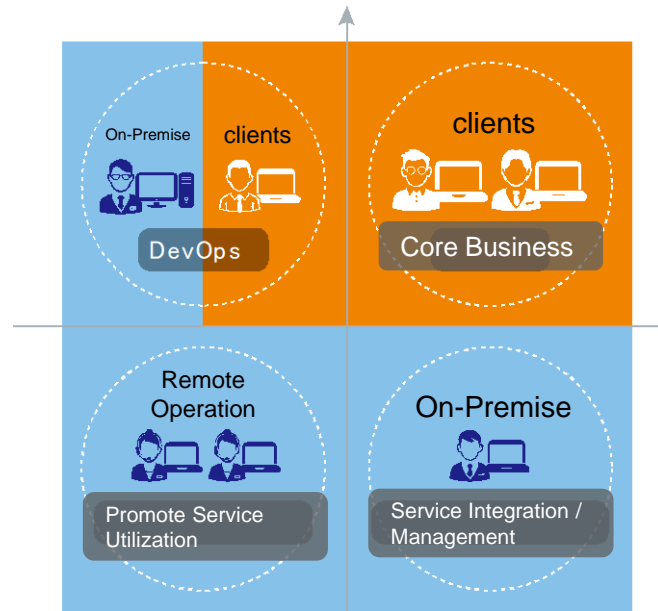 On-Premise
clients
DevOps
clients
Core Business
Remote
Operation
Promote Service
Utilization
On-Premise
Service Integration /
Management